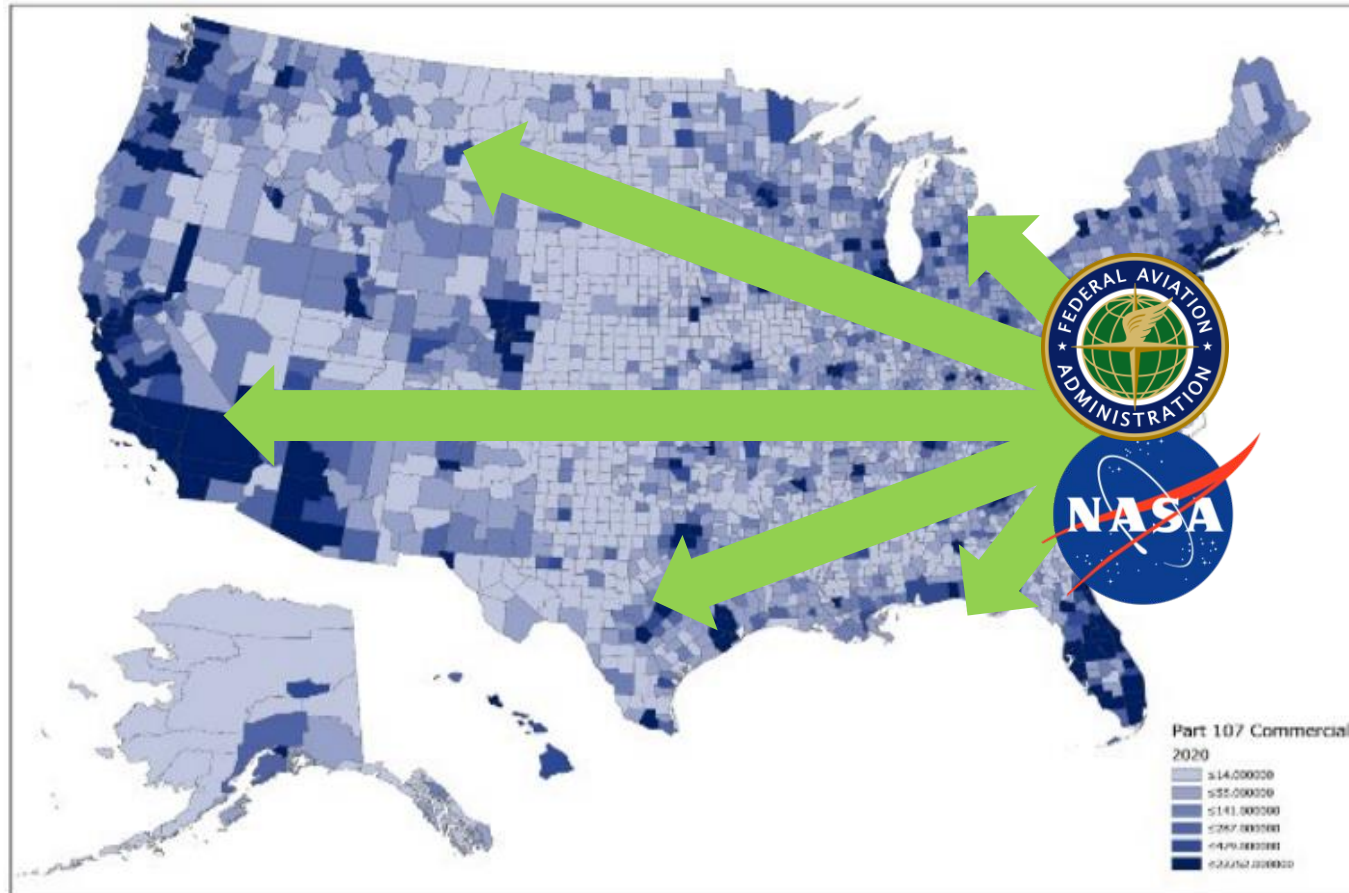 FEDERAL AVIATION
ADMINISTRATION
NASA
Part 107 Commercial
2020
≤14.000000
≤55.000000
≤141.000000
≤287.000000